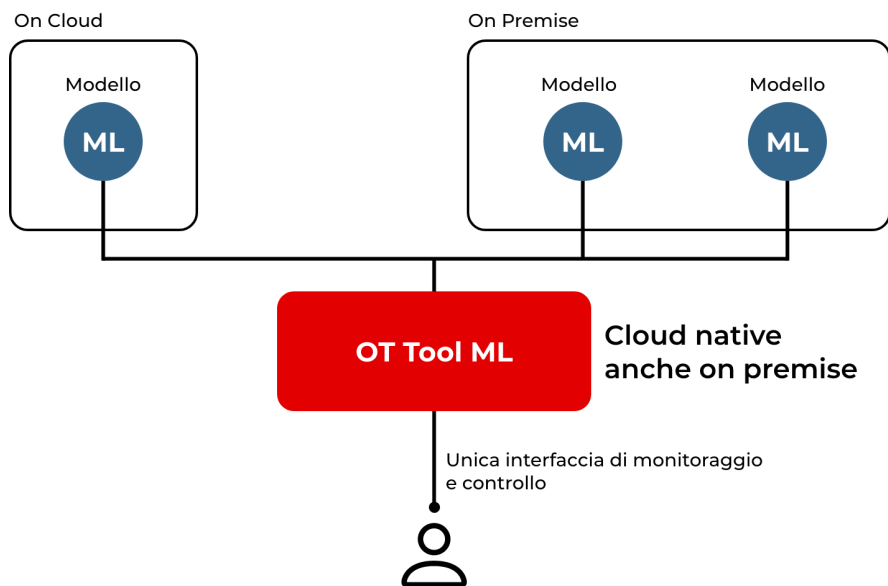 On Cloud
On Premise
Modello
Modello
Modello
ML
ML
ML
OT Tool ML
Cloud native
anche on premise
Unica interfaccia di monitoraggio
e controllo